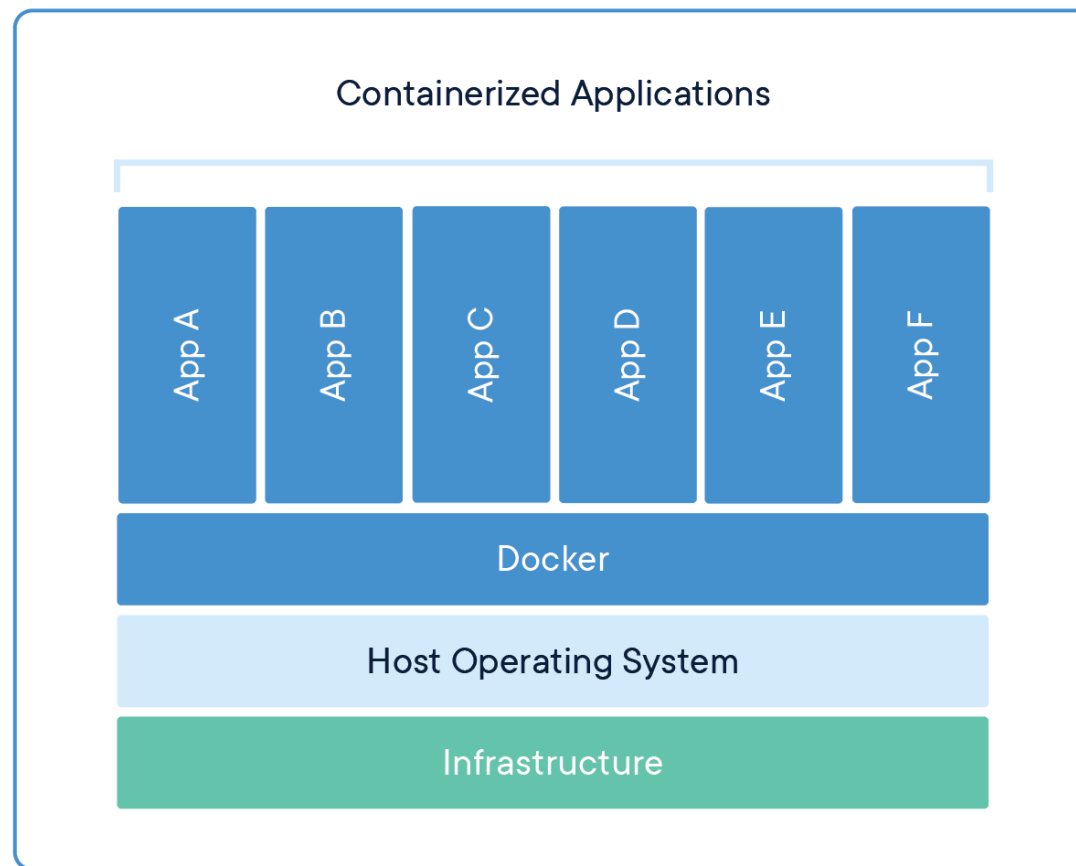 Containerized Applications
App A
App B
App C
App D
App E
App F
Docker
Host Operating System
Infrastructure